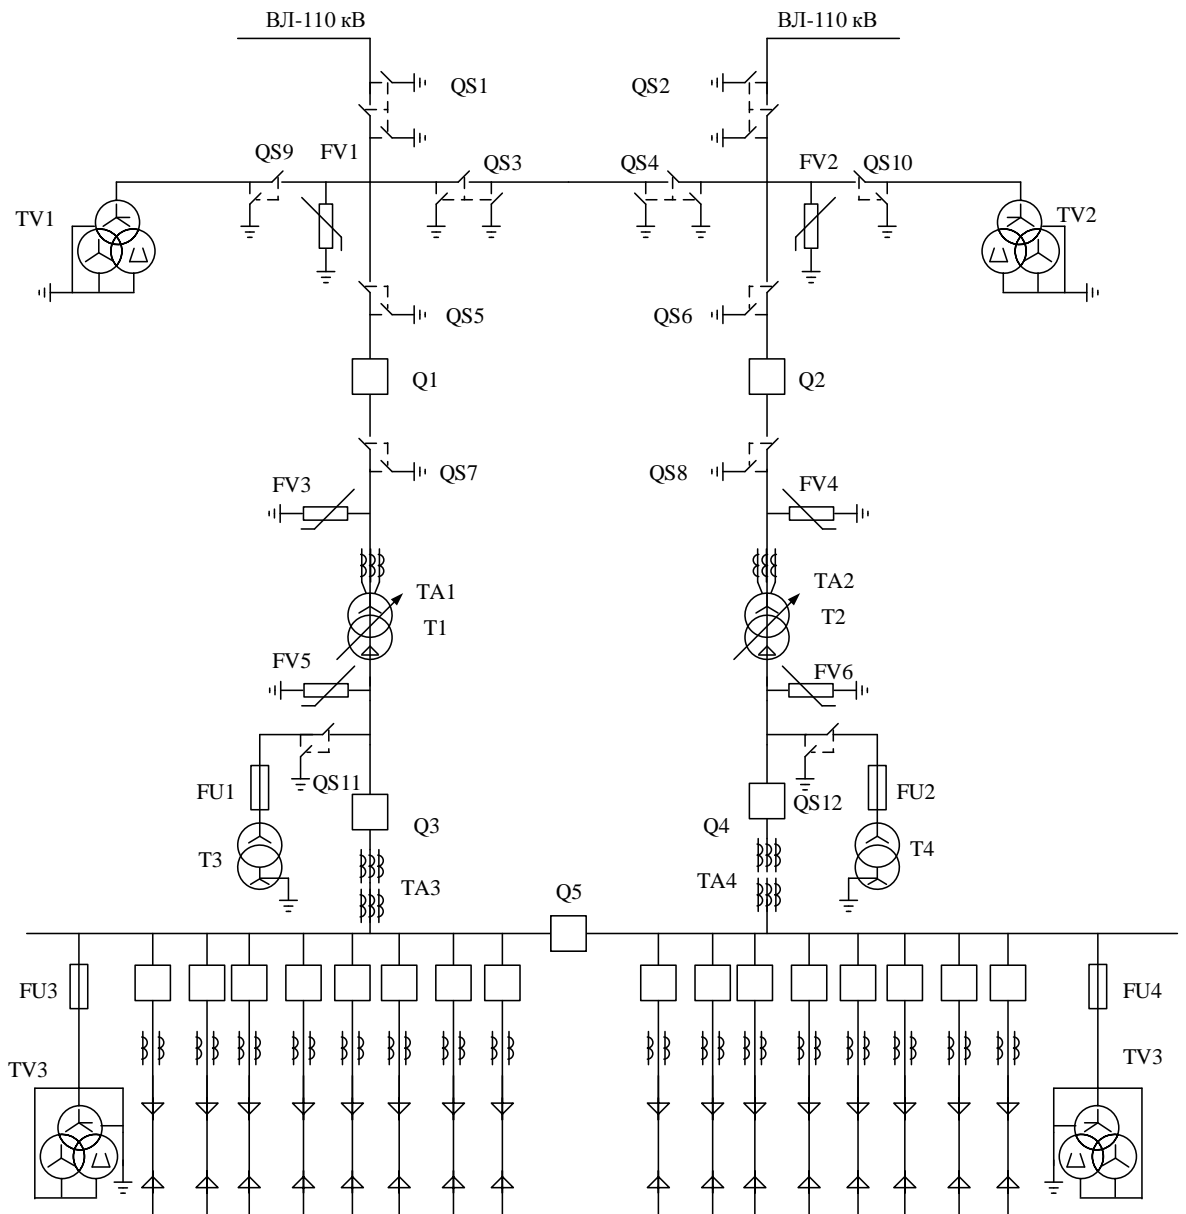 ВЛ-110 кВ
ВЛ-110 кВ
QS1
QS2
QS9
FV1
QS3
QS4
FV2
QS10
TV1
TV2
QS5
QS6
Q1
Q2
QS7
QS8
FV3
FV4
TA1
TA2
T1
T2
FV5
FV6
QS11
QS12
FU1
FU2
Q3
Q4
T3
T4
TA3
TA4
Q5
FU3
FU4
TV3
TV3